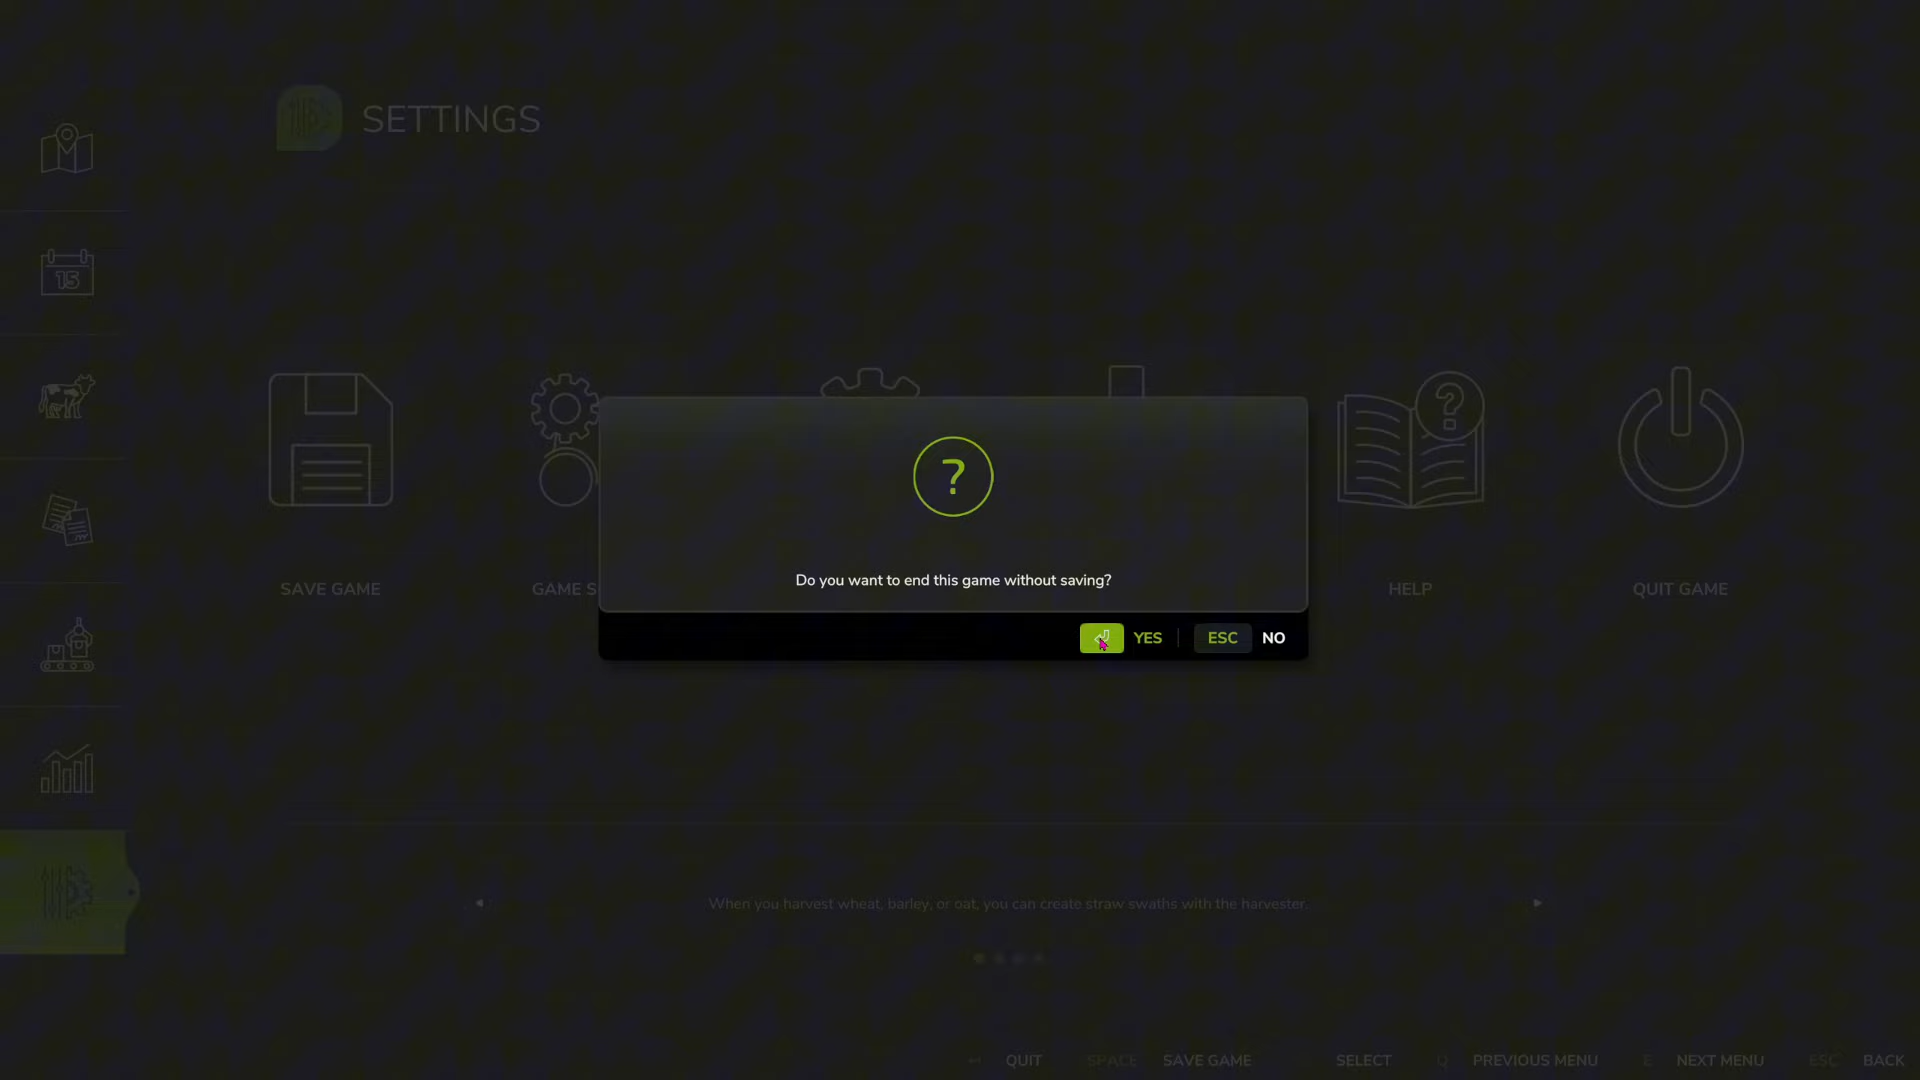 SETTINGS
15
SAVE GAME
GAME S
HELP
QUIT GAME
?
?
Do you want to end this game without saving?
YES
ESC
NO
When you harvest wheat, barley, or oat, you can create straw swaths with the harvester.
QUIT
SPACE
SAVE GAME
SELECT
Q
PREVIOUS MENU
E
NEXT MENU
ESC
BACK